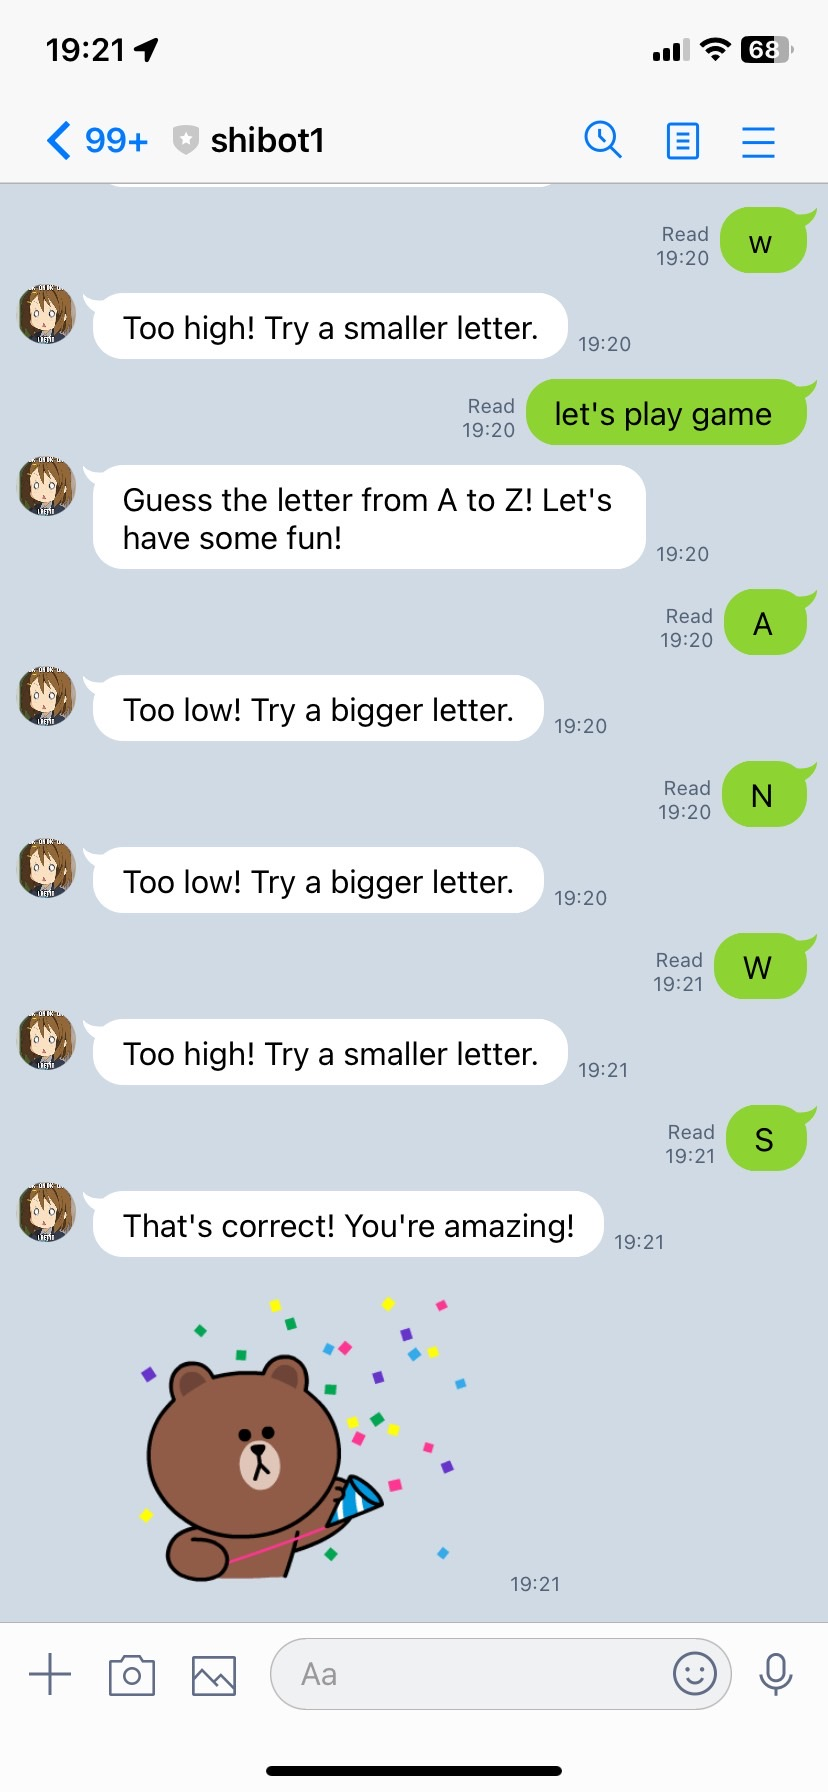 19:21
68
99+
shibot1
w
Read
19:20
Too high! Try a smaller letter.
19:20
let's play game
Read
19:20
Guess the letter from A to Z! Let's
have some fun!
19:20
A
Read
19:20
Too low! Try a bigger letter.
19:20
N
Read
19:20
Too low! Try a bigger letter.
19:20
W
Read
19:21
Too high! Try a smaller letter.
19:21
S
Read
19:21
That's correct! You're amazing!
19:21
19:21
Aa